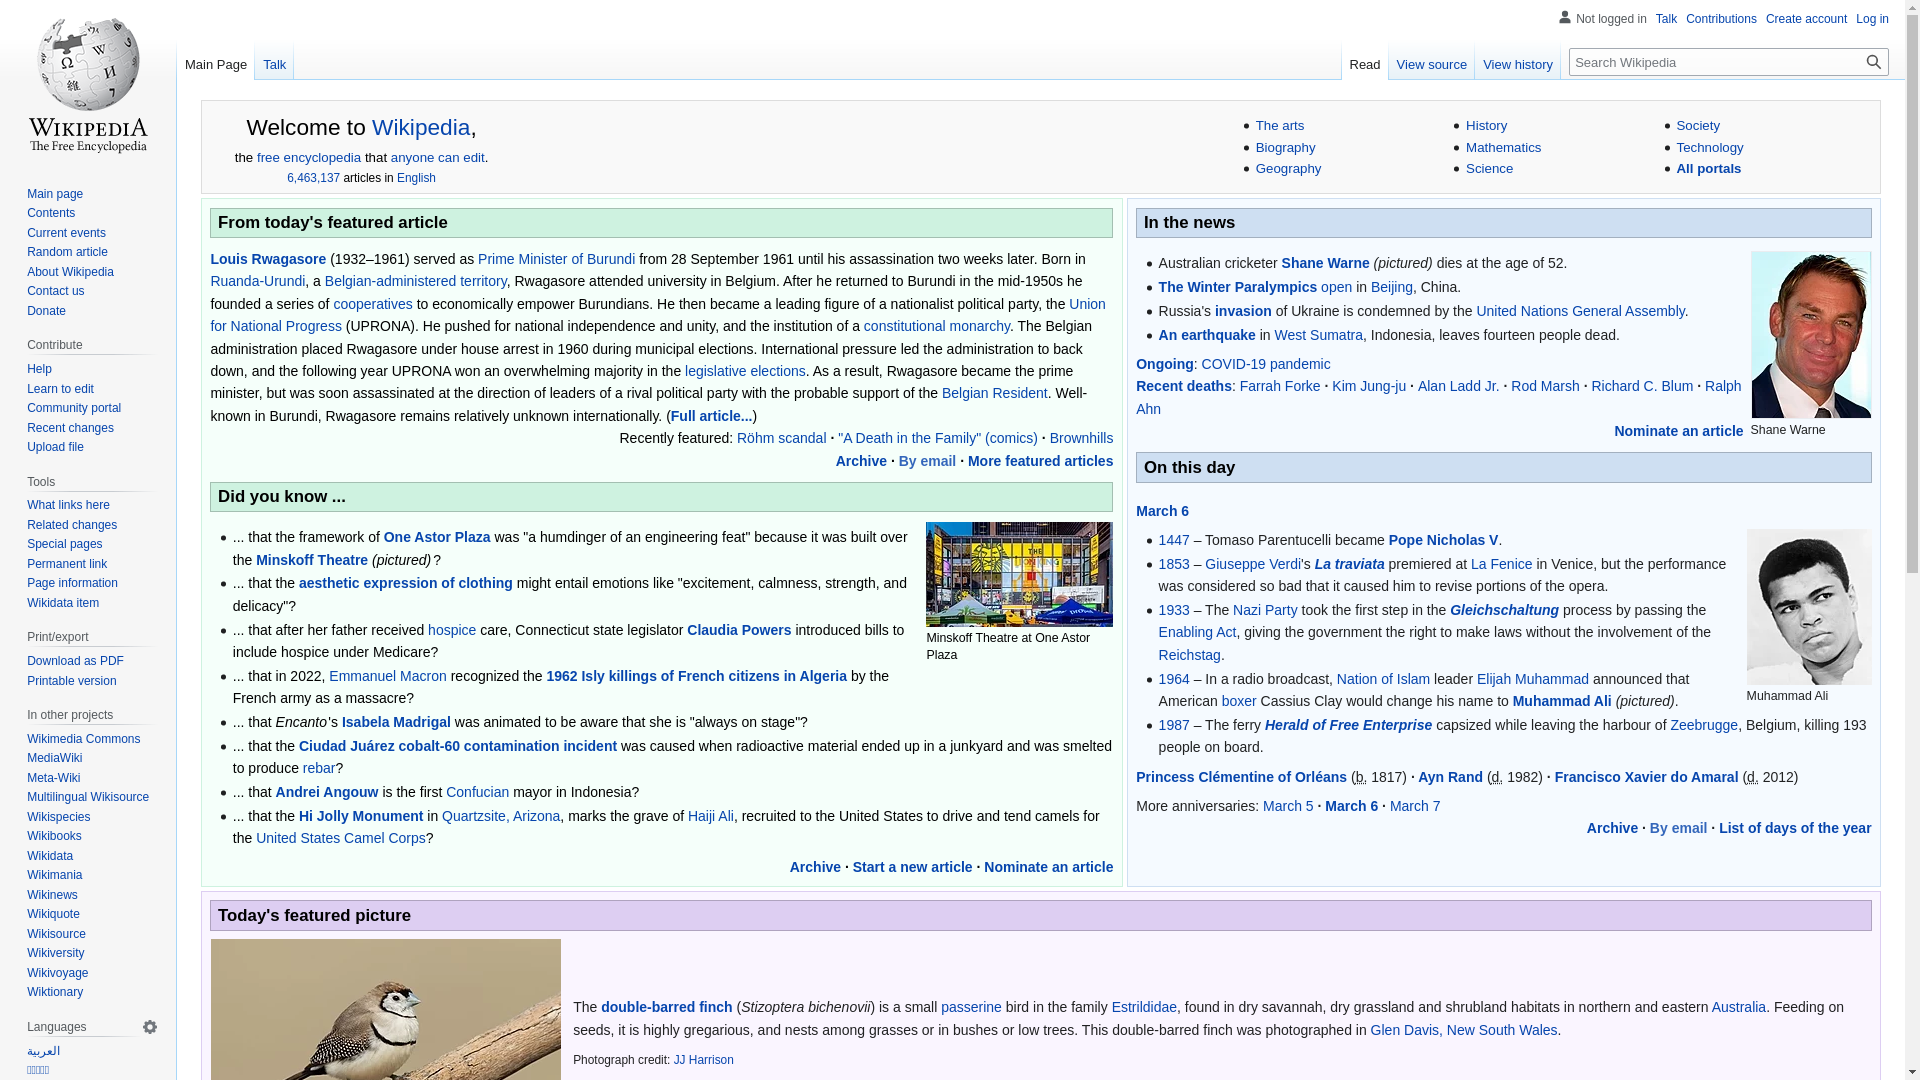 WIKIPEDIA
The Free Encyclopedia
Main page
Contents
Current events
Random article
About Wikipedia
Contact us
Donate
Contribute
Help
Learn to edit
Community portal
Recent changes
Upload file
Tools
What links here
Related changes
Special pages
Permanent link
Page information
Wikidata item
Print/export
Download as PDF
Printable version
In other projects
Wikimedia Commons
MediaWiki
Meta-Wiki
Multilingual Wikisource
Wikispecies
Wikibooks
Wikidata
Wikimania
Wikinews
Wikiquote
Wikisource
Wikiversity
Wikivoyage
Wiktionary
Languages
العربية
Not logged in Talk Contributions Create account Log in
Main Page Talk
Read View source View history Search Wikipedia
Welcome to Wikipedia,
the free encyclopedia that anyone can edit.
6,463,137 articles in English
The arts
Biography
Geography
History
Mathematics
Science
Society
Technology
All portals
From today's featured article
Louis Rwagasore (1932–1961) served as Prime Minister of Burundi from 28 September 1961 until his assassination two weeks later. Born in
Ruanda-Urundi, a Belgian-administered territory, Rwagasore attended university in Belgium. After he returned to Burundi in the mid-1950s he
founded a series of cooperatives to economically empower Burundians. He then became a leading figure of a nationalist political party, the Union
for National Progress (UPRONA). He pushed for national independence and unity, and the institution of a constitutional monarchy. The Belgian
administration placed Rwagasore under house arrest in 1960 during municipal elections. International pressure led the administration to back
down, and the following year UPRONA won an overwhelming majority in the legislative elections. As a result, Rwagasore became the prime
minister, but was soon assassinated at the direction of leaders of a rival political party with the probable support of the Belgian Resident. Well-
known in Burundi, Rwagasore remains relatively unknown internationally. (Full article...)
Recently featured: Röhm scandal · "A Death in the Family" (comics) · Brownhills
Archive · By email · More featured articles
Did you know ...
... that the framework of One Astor Plaza was "a humdinger of an engineering feat" because it was built over
the Minskoff Theatre (pictured)?
... that the aesthetic expression of clothing might entail emotions like "excitement, calmness, strength, and
delicacy"?
... that after her father received hospice care, Connecticut state legislator Claudia Powers introduced bills to
include hospice under Medicare?
... that in 2022, Emmanuel Macron recognized the 1962 Isly killings of French citizens in Algeria by the
French army as a massacre?
... that Encanto's Isabela Madrigal was animated to be aware that she is "always on stage"?
... that the Ciudad Juárez cobalt-60 contamination incident was caused when radioactive material ended up in a junkyard and was smelted
to produce rebar?
... that Andrei Angouw is the first Confucian mayor in Indonesia?
... that the Hi Jolly Monument in Quartzsite, Arizona, marks the grave of Haiji Ali, recruited to the United States to drive and tend camels for
the United States Camel Corps?
Minskoff Theatre at One Astor
Plaza
Archive · Start a new article · Nominate an article
In the news
Australian cricketer Shane Warne (pictured) dies at the age of 52.
The Winter Paralympics open in Beijing, China.
Russia's invasion of Ukraine is condemned by the United Nations General Assembly.
An earthquake in West Sumatra, Indonesia, leaves fourteen people dead.
Ongoing: COVID-19 pandemic
Recent deaths: Farrah Forke · Kim Jung-ju · Alan Ladd Jr. · Rod Marsh · Richard C. Blum · Ralph
Ahn
Shane Warne
Nominate an article
On this day
March 6
1447 – Tomaso Parentucelli became Pope Nicholas V.
1853 – Giuseppe Verdi's La traviata premiered at La Fenice in Venice, but the performance
was considered so bad that it caused him to revise portions of the opera.
1933 – The Nazi Party took the first step in the Gleichschaltung process by passing the
Enabling Act, giving the government the right to make laws without the involvement of the
Reichstag.
1964 – In a radio broadcast, Nation of Islam leader Elijah Muhammad announced that
American boxer Cassius Clay would change his name to Muhammad Ali (pictured).
1987 – The ferry Herald of Free Enterprise capsized while leaving the harbour of Zeebrugge, Belgium, killing 193
people on board.
Muhammad Ali
Princess Clémentine of Orléans (b. 1817) · Ayn Rand (d. 1982) · Francisco Xavier do Amaral (d. 2012)
More anniversaries: March 5 · March 6 · March 7
Archive · By email · List of days of the year
Today's featured picture
The double-barred finch (Stizoptera bichenovii) is a small passerine bird in the family Estrildidae, found in dry savannah, dry grassland and shrubland habitats in northern and eastern Australia. Feeding on
seeds, it is highly gregarious, and nests among grasses or in bushes or low trees. This double-barred finch was photographed in Glen Davis, New South Wales.
Photograph credit: JJ Harrison